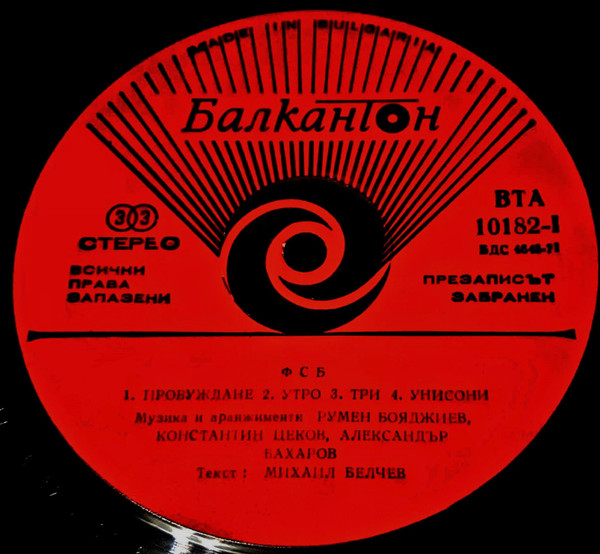 MADE IN BULGARIA
Балкантон
33
СТЕРЕО
ВСИЧКИ
ПРАВА
ЗАПАЗЕНИ
ВТА
10182-I
БДС
ПРЕЗАПИСЪТ
ЗАБРАНЕН
ФСБ
1. ПРОБУЖДАНЕ 2. УТРО 3. ТРИ 4. УНИСОНИ
Музика и аранжименти РУМЕН БОЯДЖИЕВ,
КОНСТАНТИН ЦЕКОВ, АЛЕКСАНДЪР
БАХАРОВ
Текст: МИХАИЛ БЕЛЧЕВ